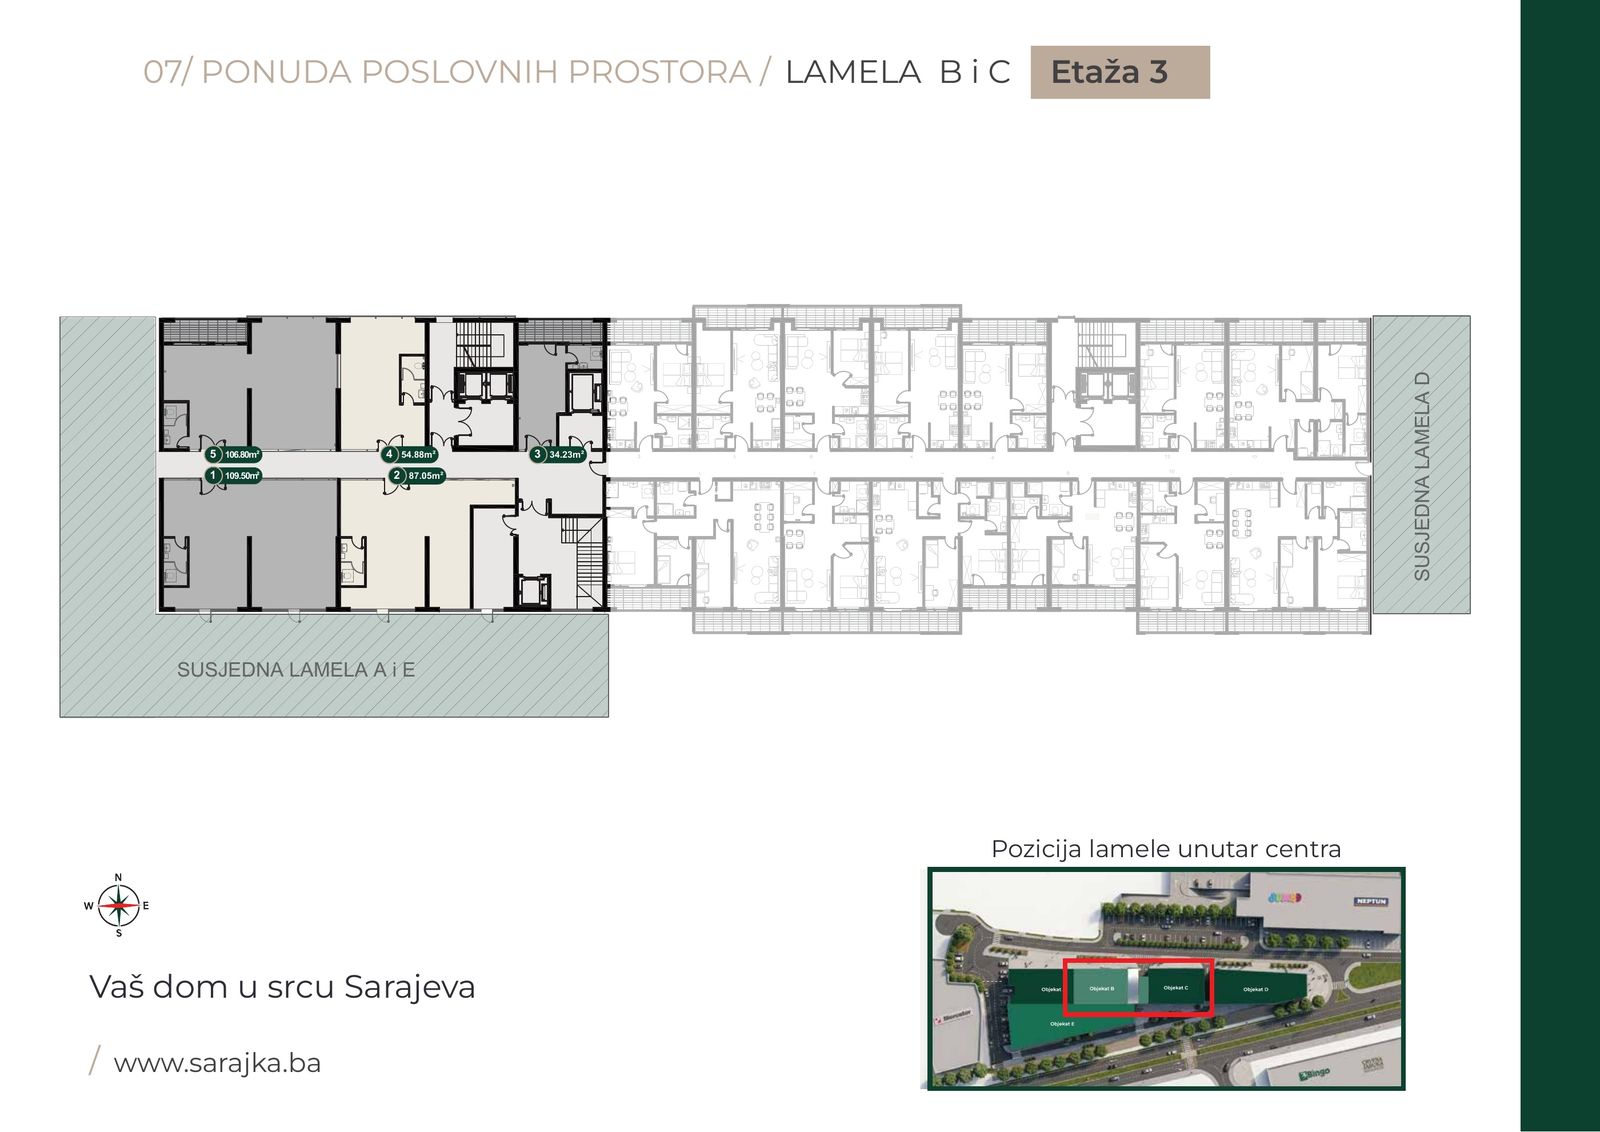 07/ PONUDA POSLOVNIH PROSTORA / LAMELA B i C Etaža 3
5 106.80m²
4 54.88m²
3 34.23m²
1 109.50m²
2 87.05m²
SUSJEDNA LAMELA D
SUSJEDNA LAMELA A i E
Pozicija lamele unutar centra
N
W E
S
JUMBO
NEPTUN
Objekat
Objekat B
Objekat C
Objekat D
Objekat E
Mercator
Bingo
Vaš dom u srcu Sarajeva
/ www.sarajka.ba